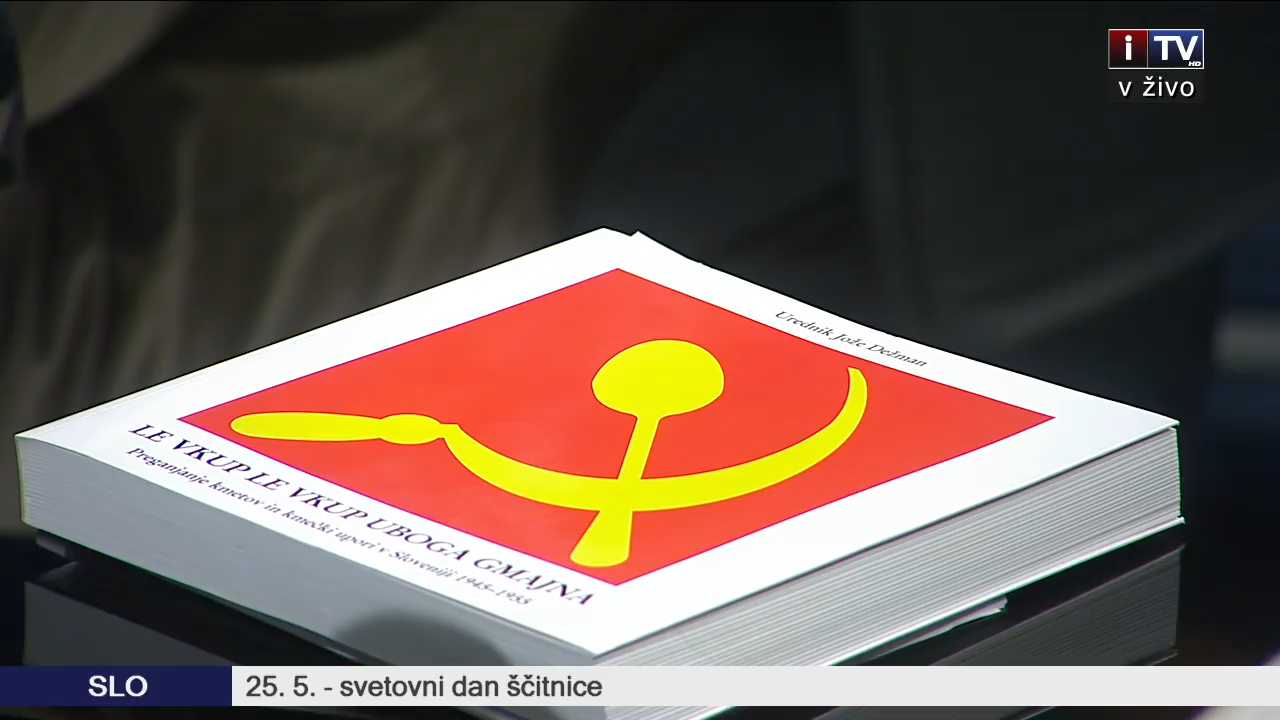 i TV HD
v živo
Urednik Jože Dežman
LE VKUP LE VKUP UBOGA GMAJNA
Preganjanje kmetov in kmečki upori v Sloveniji 1945–1955
SLO 25. 5. - svetovni dan ščitnice